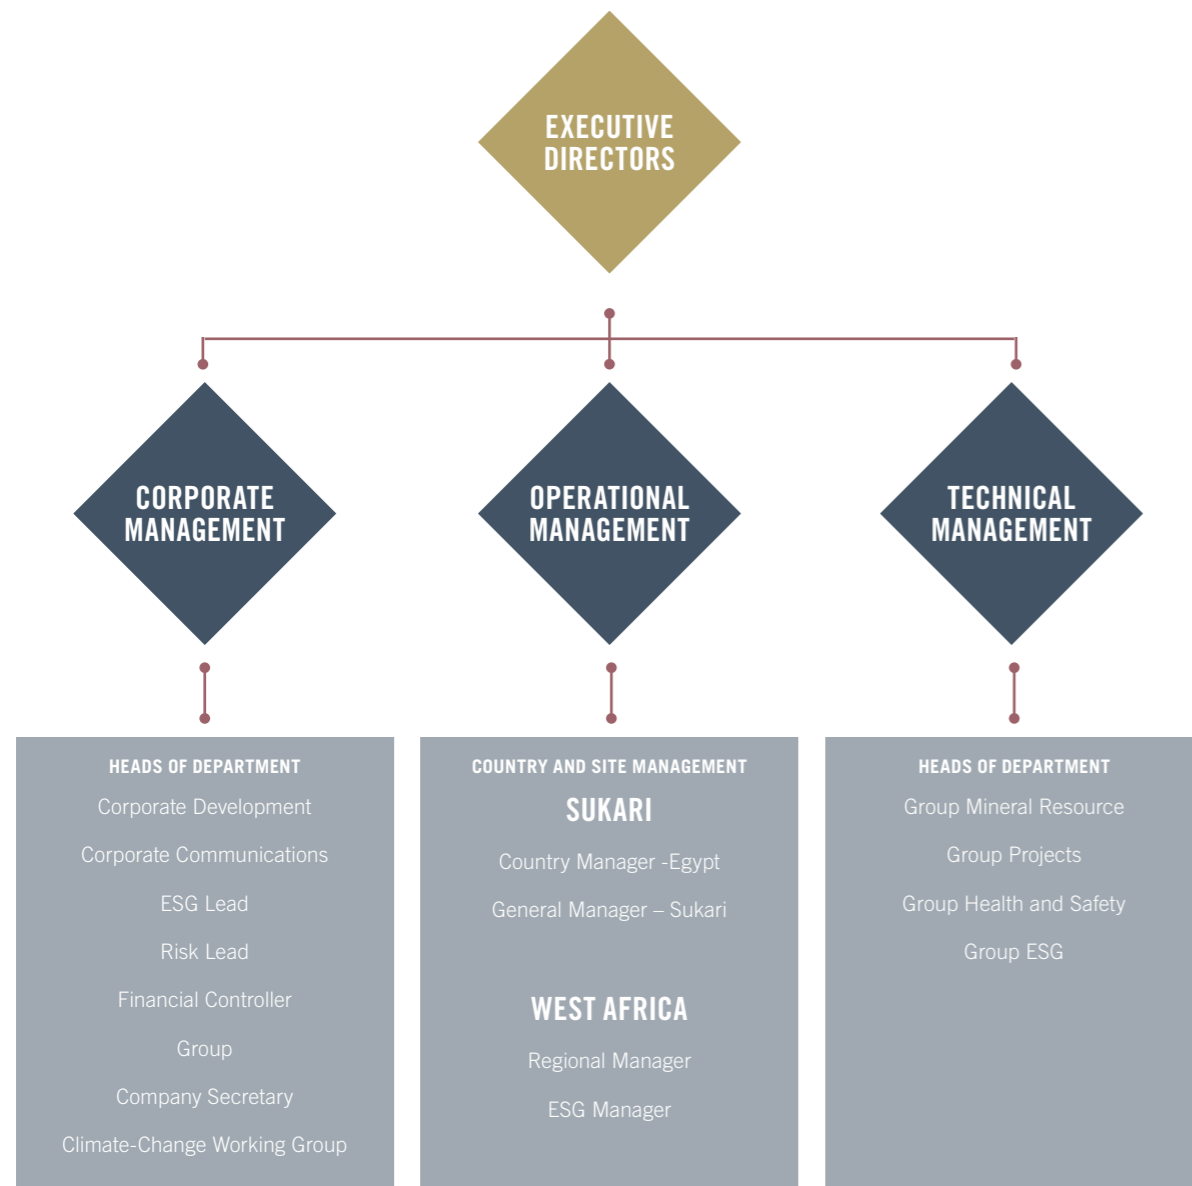 EXECUTIVE
DIRECTORS
CORPORATE
MANAGEMENT
OPERATIONAL
MANAGEMENT
TECHNICAL
MANAGEMENT
HEADS OF DEPARTMENT
Corporate Development
Corporate Communications
ESG Lead
Risk Lead
Financial Controller
Group
Company Secretary
Climate-Change Working Group
COUNTRY AND SITE MANAGEMENT
SUKARI
Country Manager -Egypt
General Manager – Sukari
WEST AFRICA
Regional Manager
ESG Manager
HEADS OF DEPARTMENT
Group Mineral Resource
Group Projects
Group Health and Safety
Group ESG